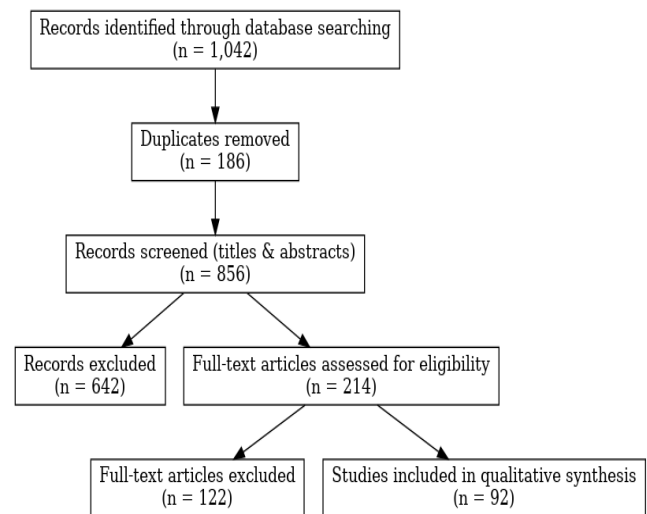 Records identified through database searching
(n = 1,042)
Duplicates removed
(n = 186)
Records screened (titles & abstracts)
(n = 856)
Records excluded
(n = 642)
Full-text articles assessed for eligibility
(n = 214)
Full-text articles excluded
(n = 122)
Studies included in qualitative synthesis
(n = 92)